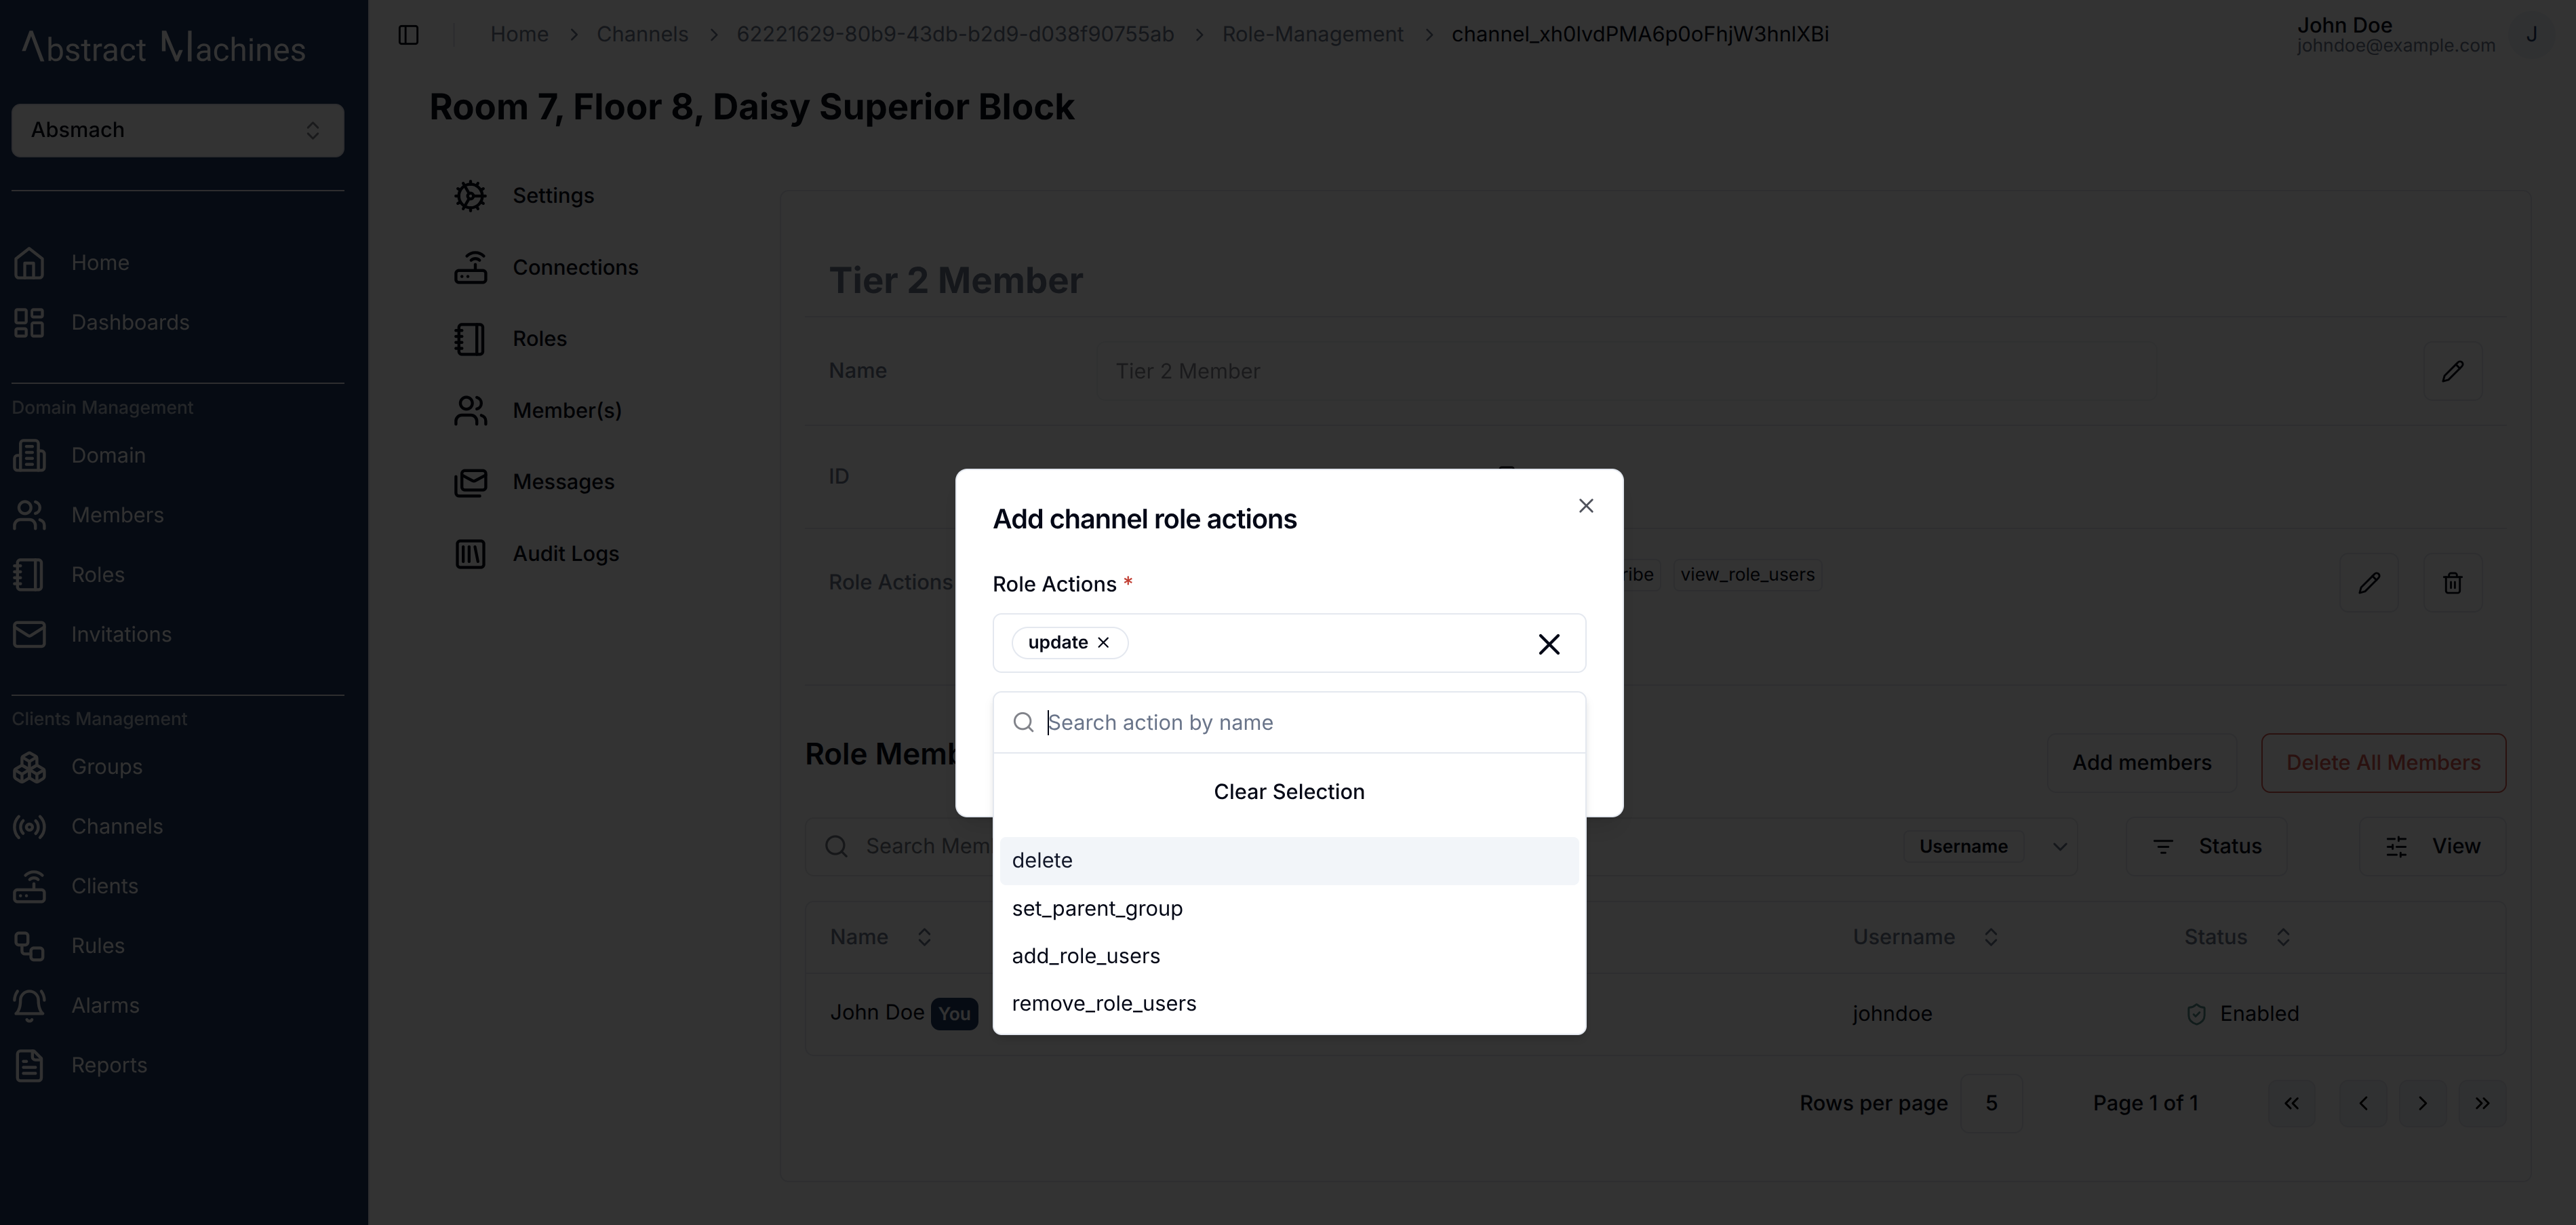 Abstract Machines
Absmach
Home
Dashboards
Domain Management
Domain
Members
Roles
Invitations
Clients Management
Groups
Channels
Clients
Rules
Alarms
Reports
Home > Channels > 62221629-80b9-43db-b2d9-d038f90755ab > Role-Management > channel_xh0lvdPMA6p0oFhjW3hnlXBi
John Doe
johndoe@example.com
J
Room 7, Floor 8, Daisy Superior Block
Settings
Connections
Roles
Member(s)
Messages
Audit Logs
Tier 2 Member
Name Tier 2 Member
ID
Role Actions
view_role_users
Add channel role actions
Role Actions *
update
Search action by name
Clear Selection
delete
set_parent_group
add_role_users
remove_role_users
Add members Delete All Members
Username Status View
Name Username Status
John Doe You johndoe Enabled
Rows per page 5 Page 1 of 1